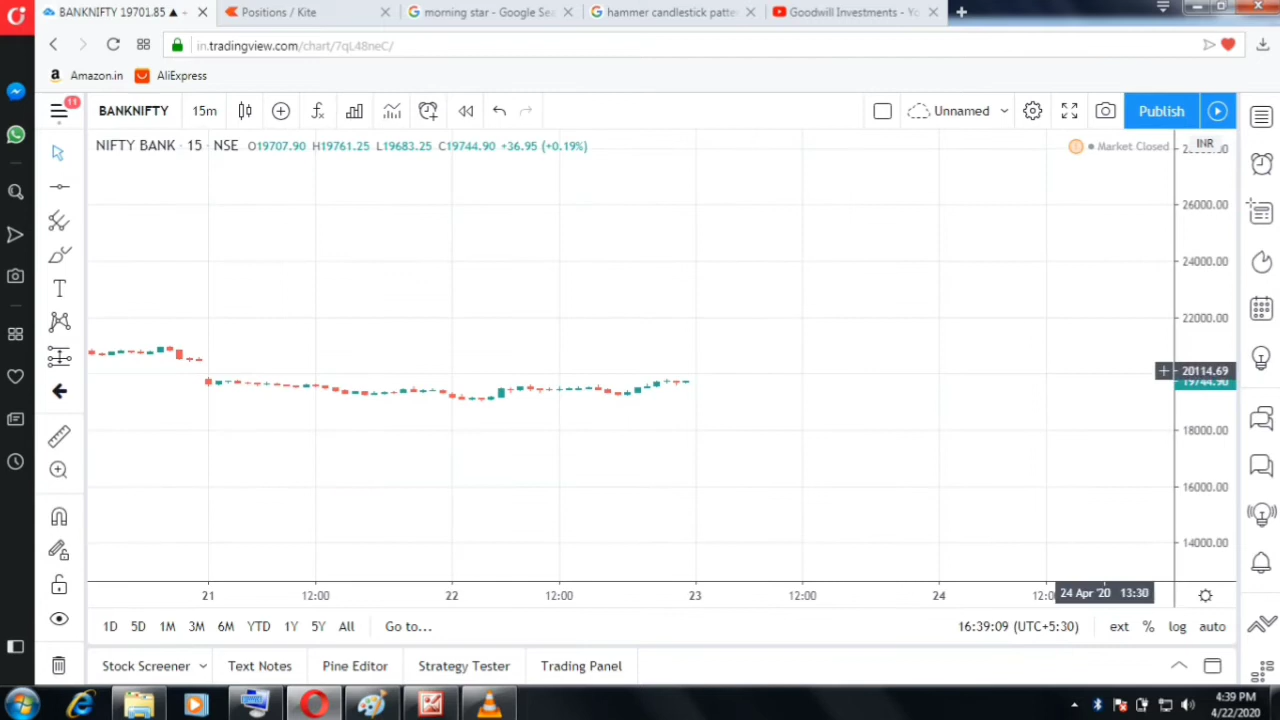 BANKNIFTY 19701.85 ▲ + Positions / Kite morning star - Google Sea hammer candlestick patte Goodwill Investments - Yo
in.tradingview.com/chart/7qL48neC/
a Amazon.in AliExpress
11
BANKNIFTY 15m Unnamed Publish
NIFTY BANK · 15 · NSE O19707.90 H19761.25 L19683.25 C19744.90 +36.95 (+0.19%) Market Closed INR
26000.00
24000.00
22000.00
20114.69
19744.90
18000.00
16000.00
14000.00
21 12:00 22 12:00 23 12:00 24 24 Apr '20 13:30
1D 5D 1M 3M 6M YTD 1Y 5Y All Go to... 16:39:09 (UTC+5:30) ext % log auto
Stock Screener Text Notes Pine Editor Strategy Tester Trading Panel
4:39 PM
4/22/2020